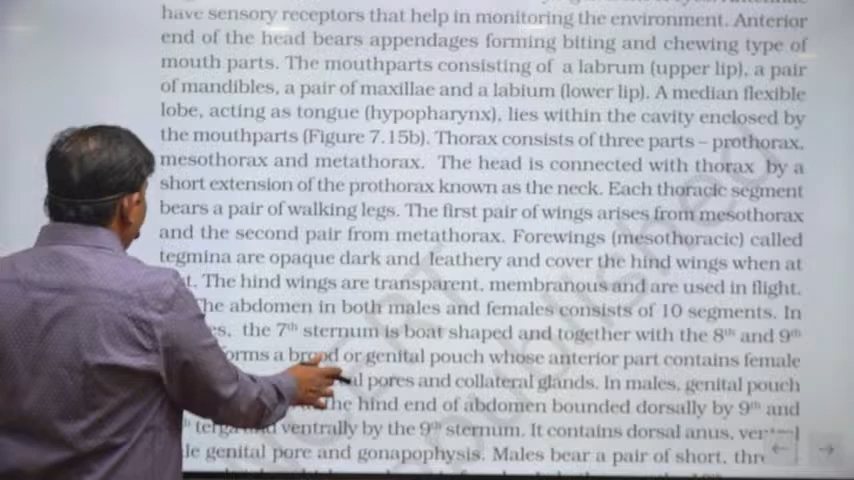 have sensory receptors that help in monitoring the environment. Anterior
end of the head bears appendages forming biting and chewing type of
mouth parts. The mouthparts consisting of a labrum (upper lip), a pair
of mandibles, a pair of maxillae and a labium (lower lip). A median flexible
lobe, acting as tongue (hypopharynx), lies within the cavity enclosed by
the mouthparts (Figure 7.15b). Thorax consists of three parts – prothorax,
mesothorax and metathorax. The head is connected with thorax by a
short extension of the prothorax known as the neck. Each thoracic segment
bears a pair of walking legs. The first pair of wings arises from mesothorax
and the second pair from metathorax. Forewings (mesothoracic) called
tegmina are opaque dark and leathery and cover the hind wings when at
t. The hind wings are transparent, membranous and are used in flight.
he abdomen in both males and females consists of 10 segments. In
es, the 7th sternum is boat shaped and together with the 8th and 9th
orms a brood or genital pouch whose anterior part contains female
al pores and collateral glands. In males, genital pouch
the hind end of abdomen bounded dorsally by 9th and
terga and ventrally by the 9th sternum. It contains dorsal anus, ventral
le genital pore and gonapophysis. Males bear a pair of short,